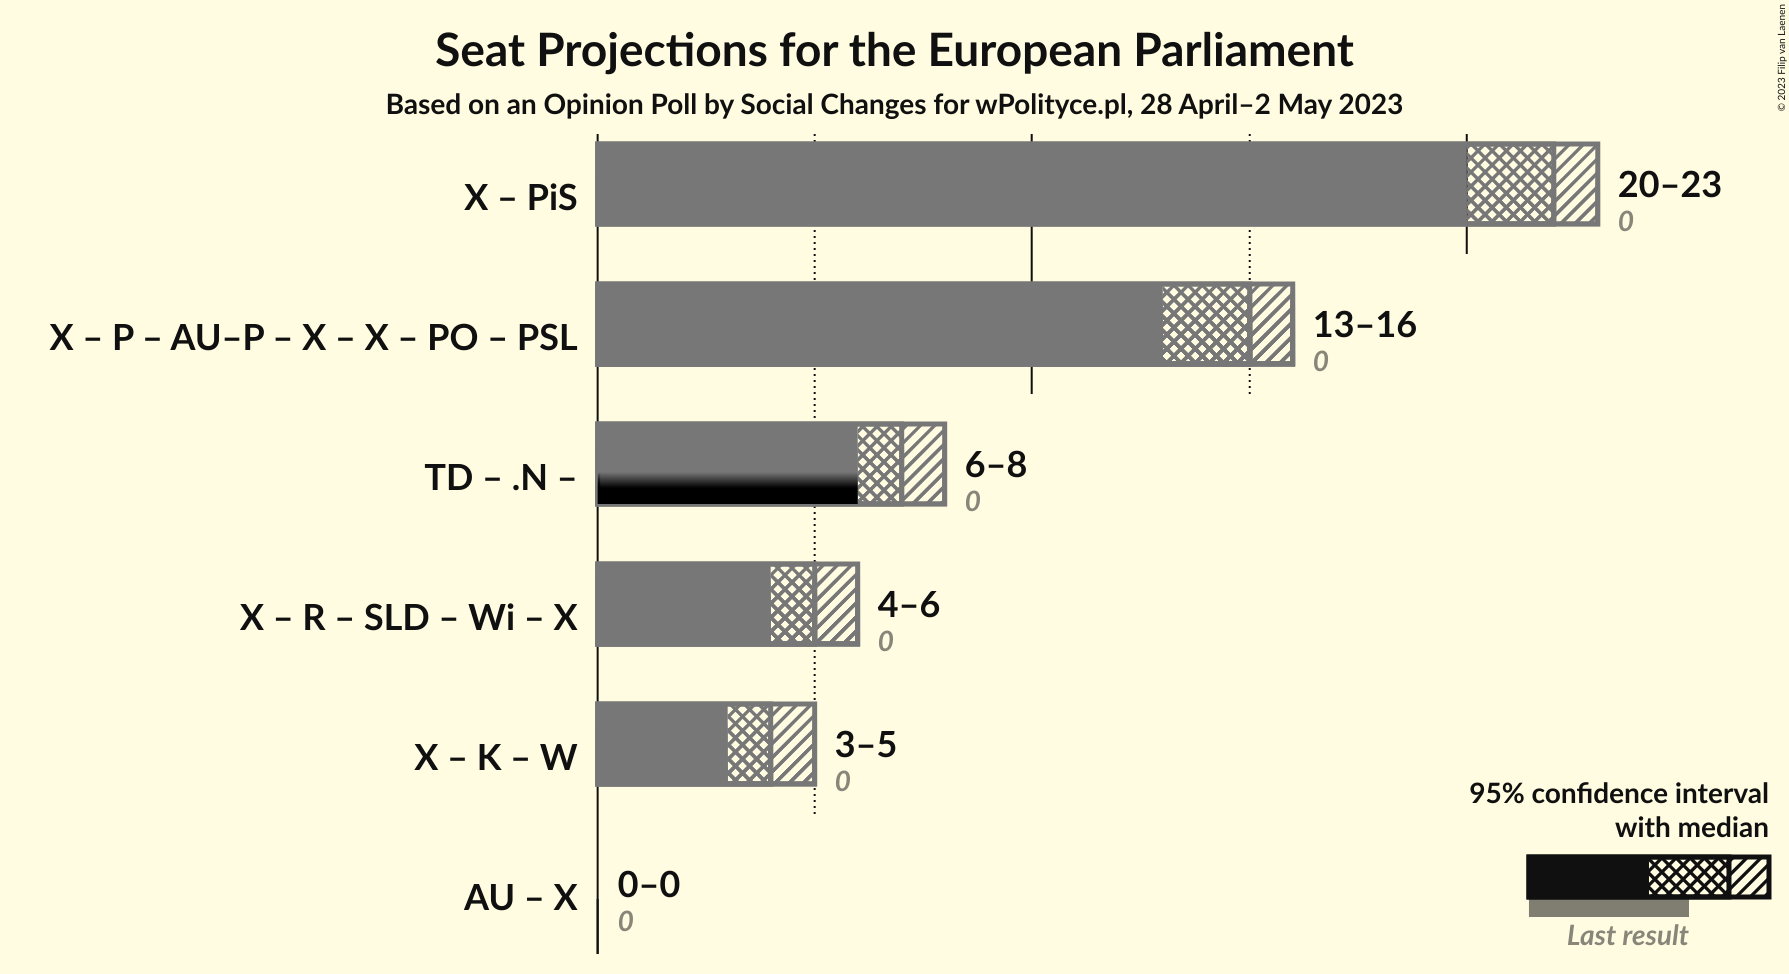 Seat Projections for the European Parliament
Based on an Opinion Poll by Social Changes for wPolityce.pl, 28 April–2 May 2023
© 2023 Filip van Laenen
X – PiS
20–23
0
X – P – AU–P – X – X – PO – PSL
13–16
0
TD – .N –
6–8
0
X – R – SLD – Wi – X
4–6
0
X – K – W
3–5
0
AU – X
0–0
0
95% confidence interval
with median
Last result